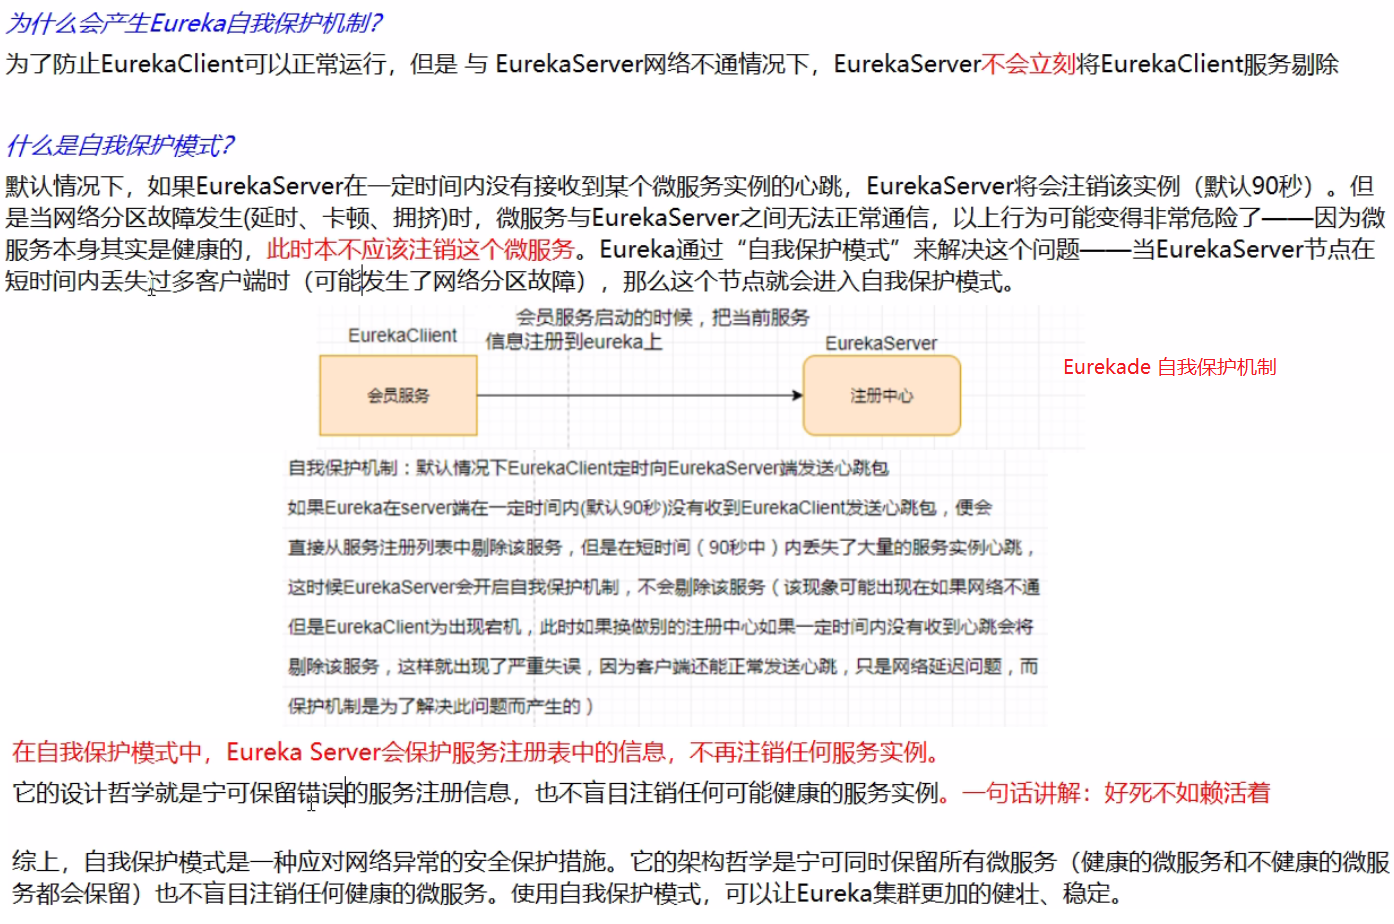 为什么会产生Eureka自我保护机制？
为了防止EurekaClient可以正常运行，但是 与 EurekaServer网络不通情况下，EurekaServer不会立刻将EurekaClient服务剔除
什么是自我保护模式？
默认情况下，如果EurekaServer在一定时间内没有接收到某个微服务实例的心跳，EurekaServer将会注销该实例（默认90秒）。但
是当网络分区故障发生(延时、卡顿、拥挤)时，微服务与EurekaServer之间无法正常通信，以上行为可能变得非常危险了——因为微
服务本身其实是健康的，此时本不应该注销这个微服务。Eureka通过“自我保护模式”来解决这个问题——当EurekaServer节点在
短时间内丢失过多客户端时（可能发生了网络分区故障），那么这个节点就会进入自我保护模式。
会员服务启动的时候，把当前服务
信息注册到eureka上
EurekaCliient
EurekaServer
会员服务
注册中心
Eurekade 自我保护机制
自我保护机制：默认情况下EurekaClient定时向EurekaServer端发送心跳包
如果Eureka在server端在一定时间内(默认90秒)没有收到EurekaClient发送心跳包，便会
直接从服务注册列表中剔除该服务，但是在短时间（90秒中）内丢失了大量的服务实例心跳，
这时候EurekaServer会开启自我保护机制，不会剔除该服务（该现象可能出现在如果网络不通
但是EurekaClient为出现宕机，此时如果换做别的注册中心如果一定时间内没有收到心跳会将
剔除该服务，这样就出现了严重失误，因为客户端还能正常发送心跳，只是网络延迟问题，而
保护机制是为了解决此问题而产生的）
在自我保护模式中，Eureka Server会保护服务注册表中的信息，不再注销任何服务实例。
它的设计哲学就是宁可保留错误的服务注册信息，也不盲目注销任何可能健康的服务实例。一句话讲解：好死不如赖活着
综上，自我保护模式是一种应对网络异常的安全保护措施。它的架构哲学是宁可同时保留所有微服务（健康的微服务和不健康的微服
务都会保留）也不盲目注销任何健康的微服务。使用自我保护模式，可以让Eureka集群更加的健壮、稳定。